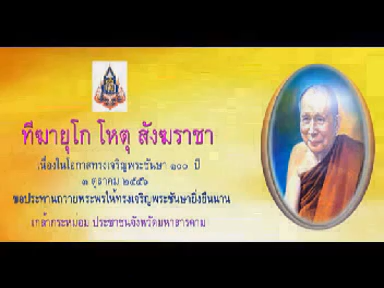 ทีฆายุโก โหตุ สังฆราชา
เนื่องในโอกาสทรงเจริญพระชันษา ๑๐๐ ปี
๓ ตุลาคม ๒๕๕๖
ขอประทานถวายพระพรให้ทรงเจริญพระชันษายิ่งยืนนาน
เกล้ากระหม่อม ประชาชนจังหวัดมหาสารคาม